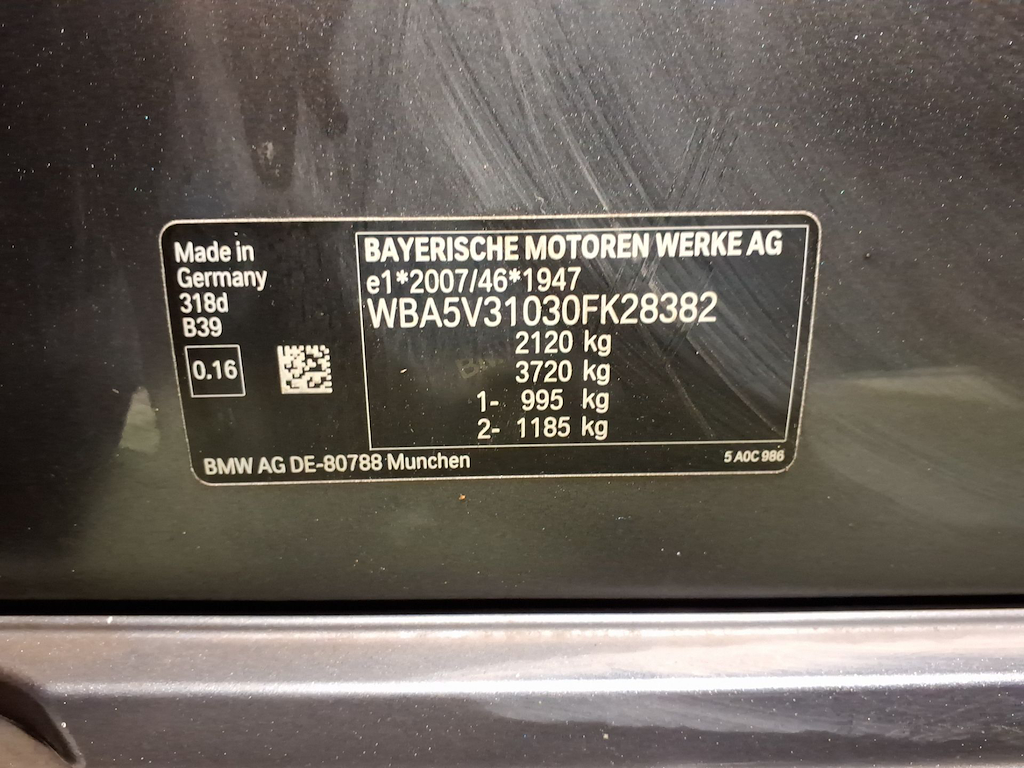 Made in
Germany
318d
B39
0.16
BAYERISCHE MOTOREN WERKE AG
e1*2007/46*1947
WBA5V31030FK28382
2120 kg
3720 kg
1- 995 kg
2- 1185 kg
BMW AG DE-80788 Munchen
5 A0C 986